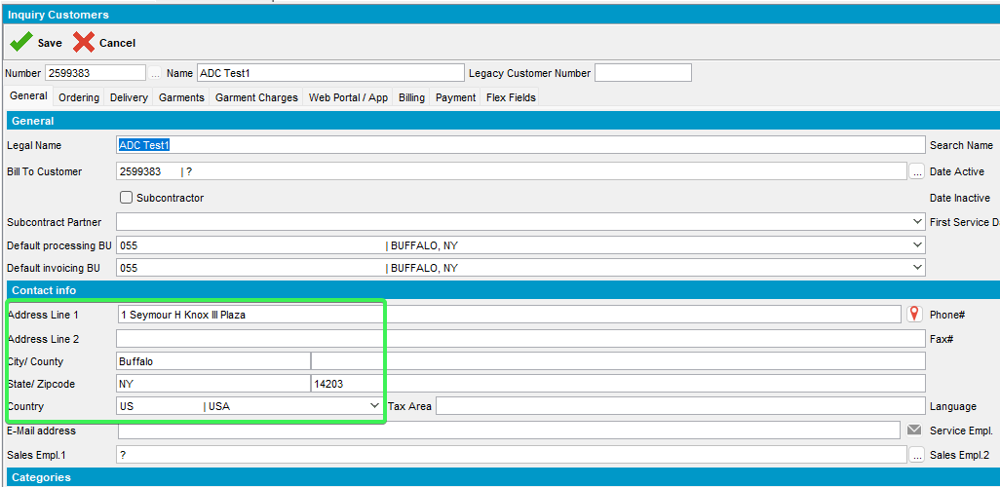 Inquiry Customers
Save Cancel
Number 2599383 ... Name ADC Test1 Legacy Customer Number
General Ordering Delivery Garments Garment Charges Web Portal / App Billing Payment Flex Fields
General
Legal Name ADC Test1 Search Name
Bill To Customer 2599383 | ? ... Date Active
Subcontractor Date Inactive
Subcontract Partner First Service D
Default processing BU 055 | BUFFALO, NY
Default invoicing BU 055 | BUFFALO, NY
Contact info
Address Line 1 1 Seymour H Knox III Plaza Phone#
Address Line 2 Fax#
City/ County Buffalo
State/ Zipcode NY 14203
Country US | USA Tax Area Language
E-Mail address Service Empl.
Sales Empl.1 ? ... Sales Empl.2
Categories